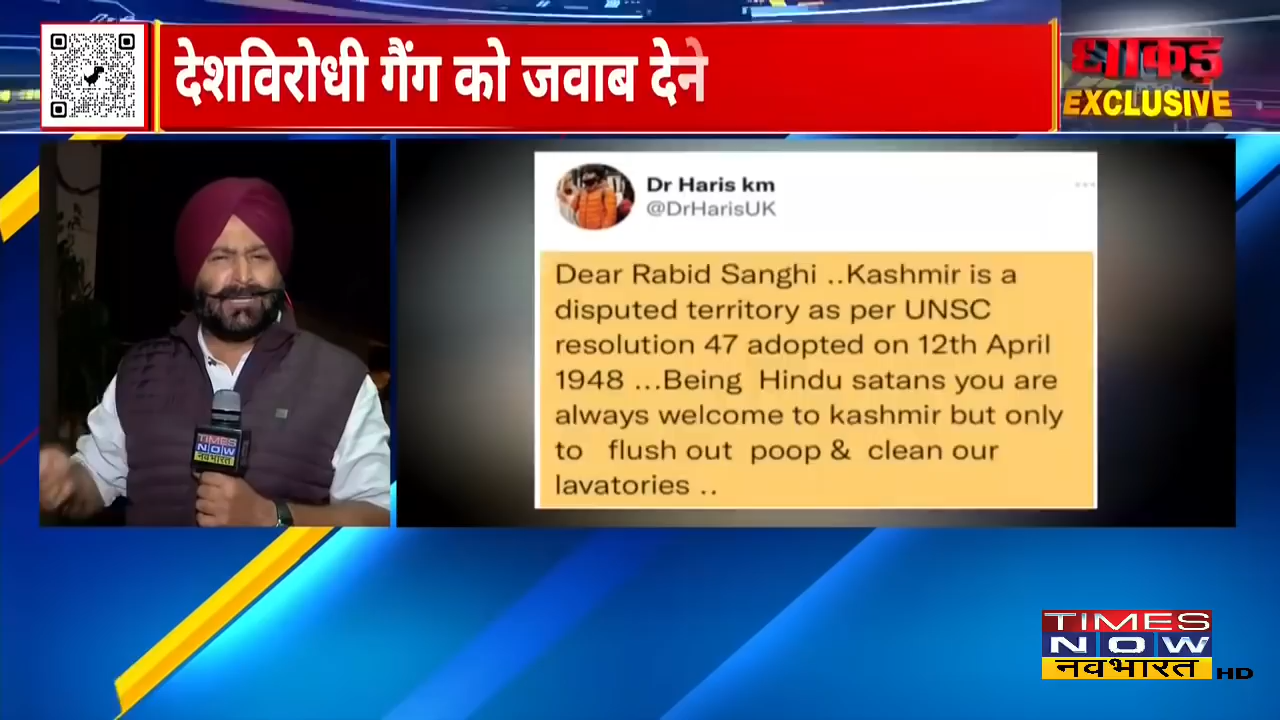 देशविरोधी गैंग को जवाब देने
धाकड़
EXCLUSIVE
Dr Haris km
@DrHarisUK
Dear Rabid Sanghi ..Kashmir is a
disputed territory as per UNSC
resolution 47 adopted on 12th April
1948 ...Being Hindu satans you are
always welcome to kashmir but only
to flush out poop & clean our
lavatories ..
TIMES
NOW
नवभारत
TIMES
NOW
नवभारत HD